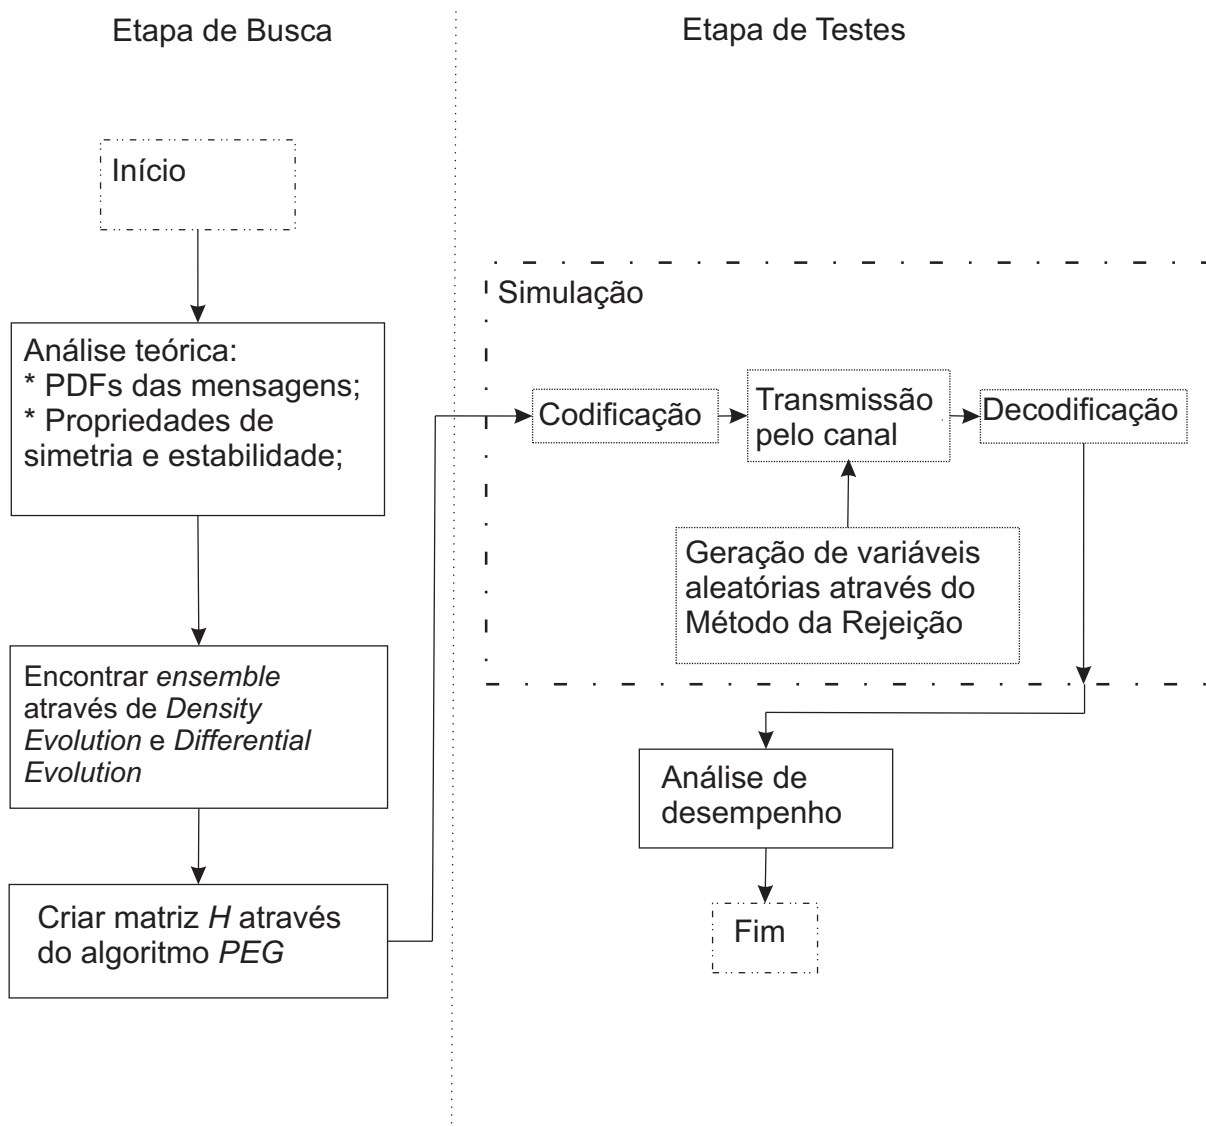 Etapa de Busca
Etapa de Testes
Início
Análise teórica:
* PDFs das mensagens;
* Propriedades de
simetria e estabilidade;
Encontrar ensemble
através de Density
Evolution e Differential
Evolution
Criar matriz H através
do algoritmo PEG
Simulação
Codificação
Transmissão
pelo canal
Decodificação
Geração de variáveis
aleatórias através do
Método da Rejeição
Análise de
desempenho
Fim